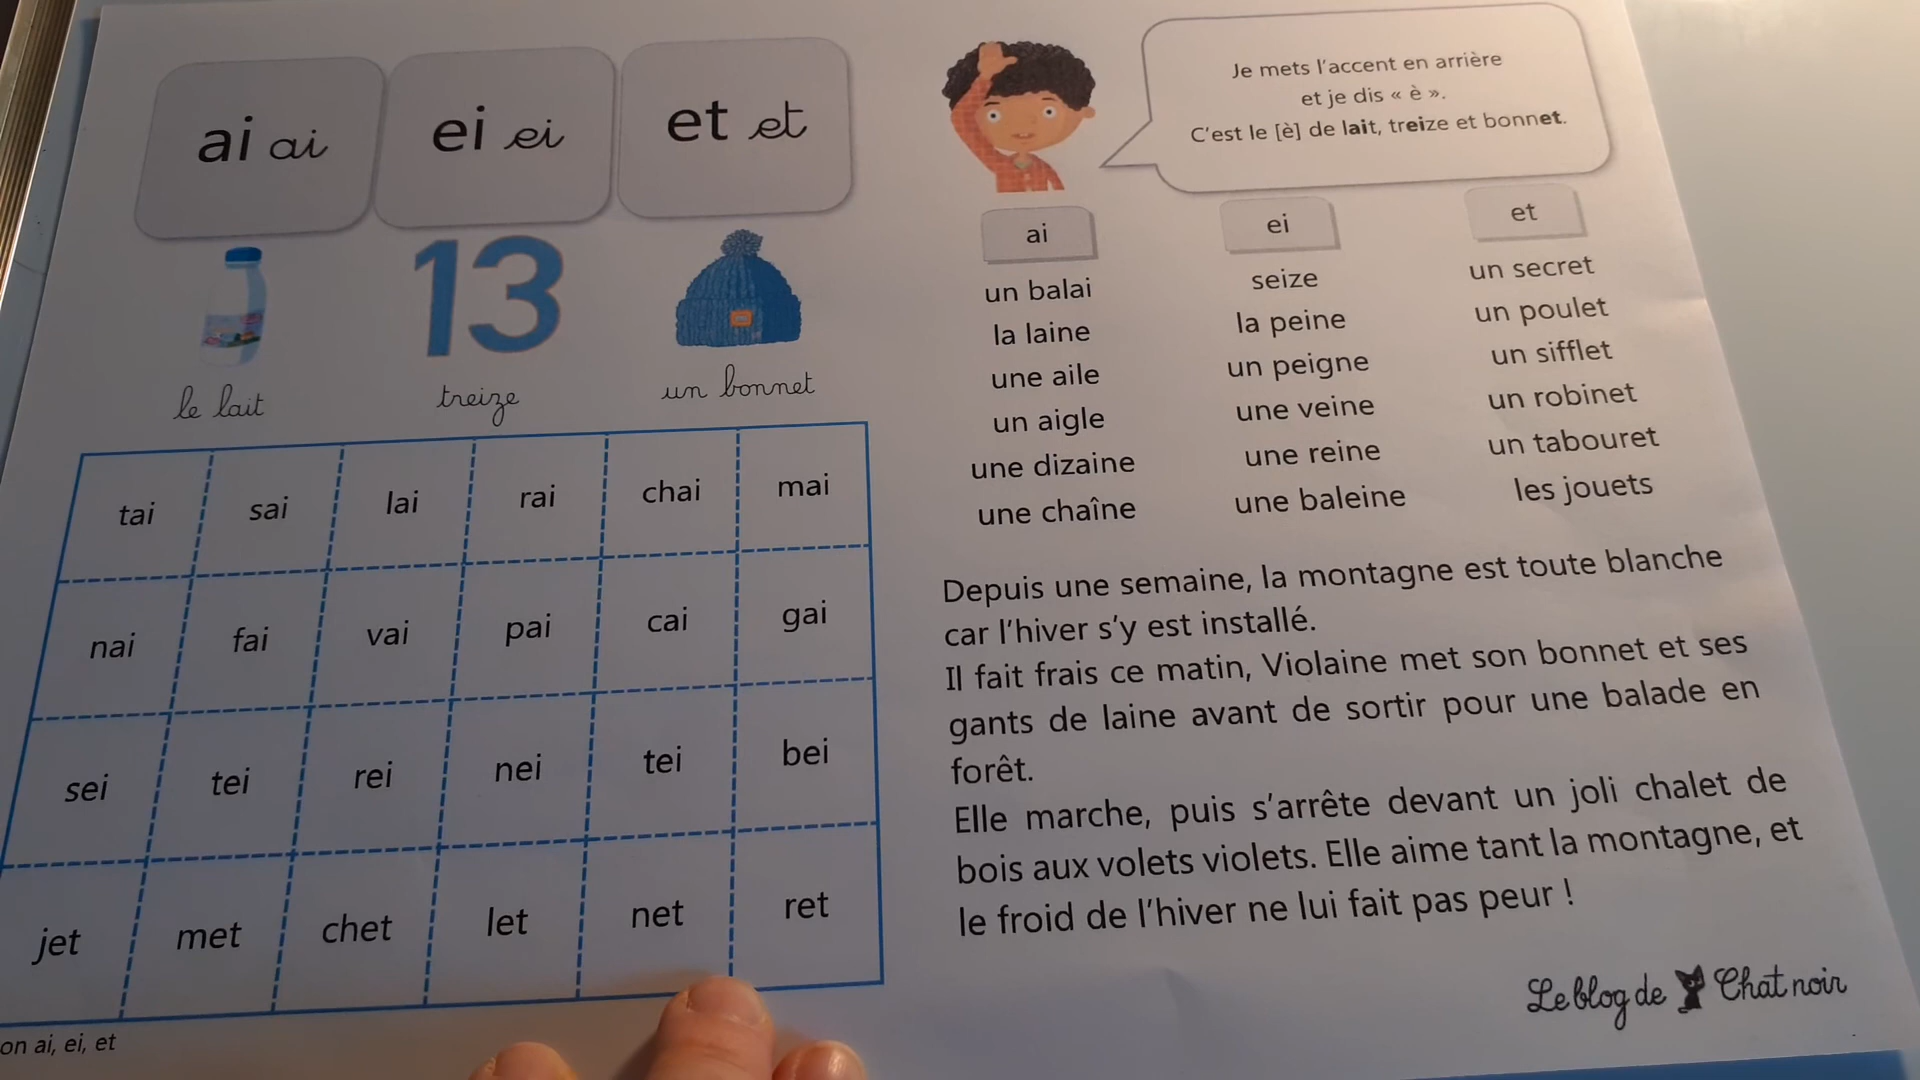 ai ai
ei ei
et et
13
le lait
treize
un bonnet
tai sai lai rai chai mai
nai fai vai pai cai gai
sei tei rei nei tei bei
jet met chet let net ret
on ai, ei, et
Je mets l'accent en arrière
et je dis « è ».
C'est le [è] de lait, treize et bonnet.
ai
un balai
la laine
une aile
un aigle
une dizaine
une chaîne
ei
seize
la peine
un peigne
une veine
une reine
une baleine
et
un secret
un poulet
un sifflet
un robinet
un tabouret
les jouets
Depuis une semaine, la montagne est toute blanche
car l'hiver s'y est installé.
Il fait frais ce matin, Violaine met son bonnet et ses
gants de laine avant de sortir pour une balade en
forêt.
Elle marche, puis s'arrête devant un joli chalet de
bois aux volets violets. Elle aime tant la montagne, et
le froid de l'hiver ne lui fait pas peur !
Le blog de Chat noir